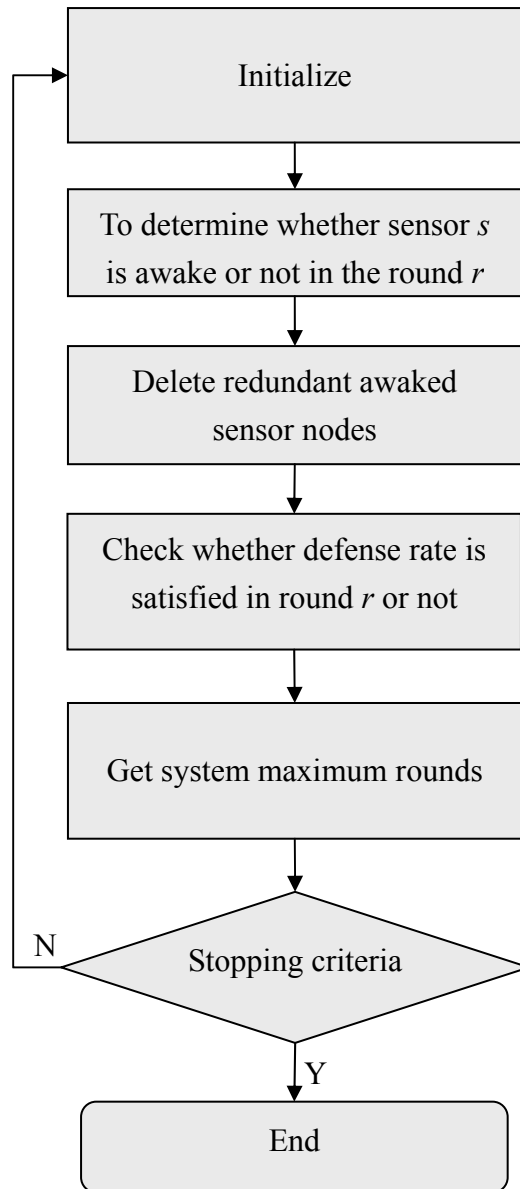 Initialize
To determine whether sensor s
is awake or not in the round r
Delete redundant awaked
sensor nodes
Check whether defense rate is
satisfied in round r or not
Get system maximum rounds
N
Stopping criteria
Y
End